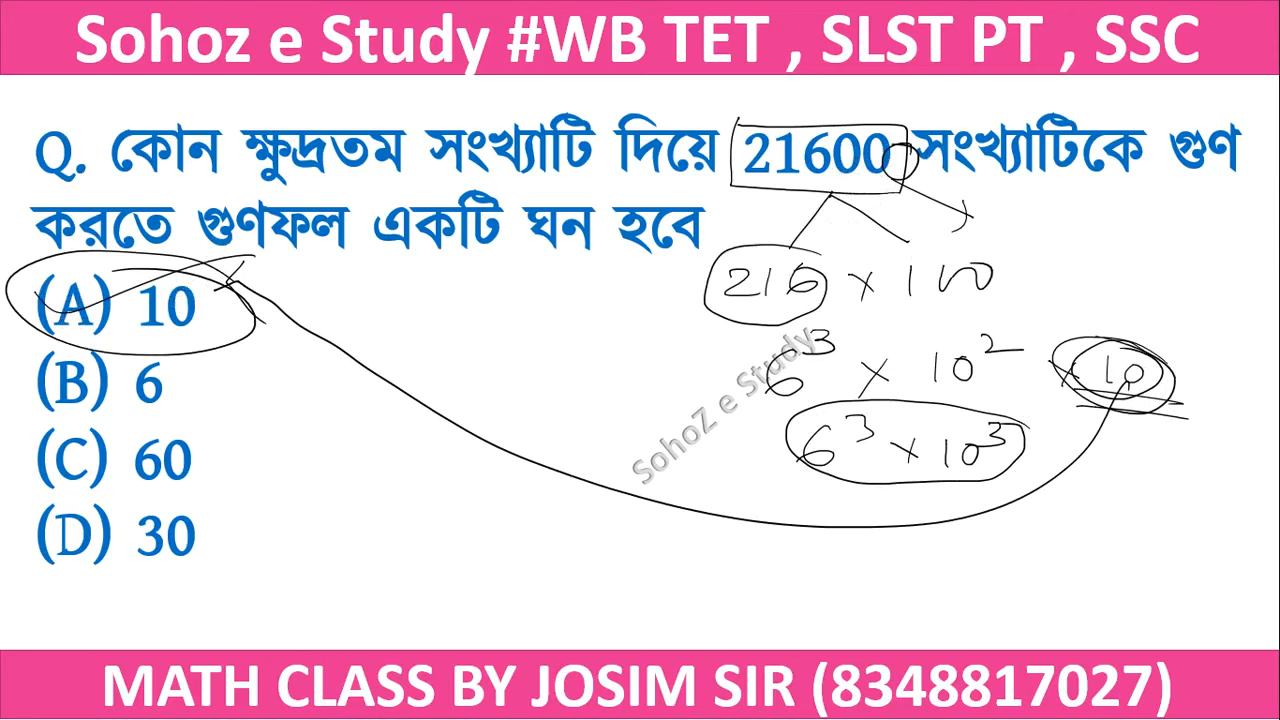 Sohoz e Study #WB TET , SLST PT , SSC
Q. কোন ক্ষুদ্রতম সংখ্যাটি দিয়ে 21600 সংখ্যাটিকে গুণ
করতে গুণফল একটি ঘন হবে
(A) 10
216 × 100
(B) 6
6³ × 10² × 10
(C) 60
6³ × 10³
(D) 30
SohoZ e Study
MATH CLASS BY JOSIM SIR (8348817027)